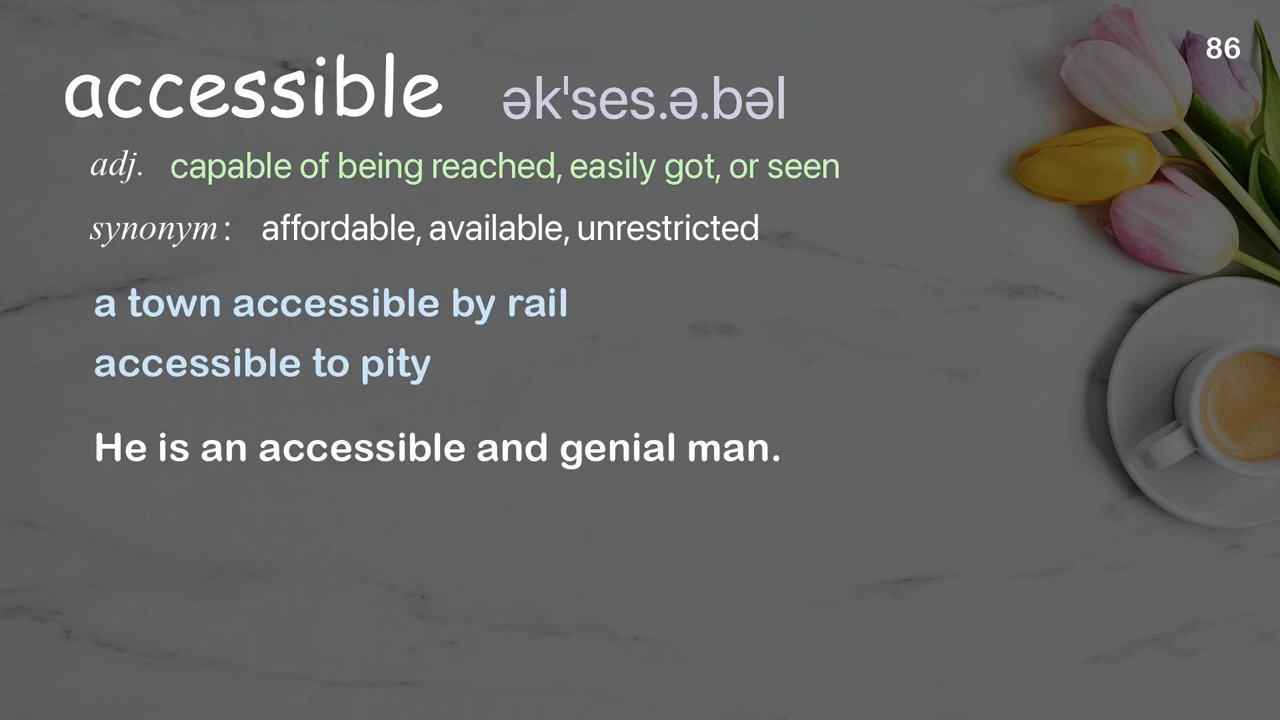 86
accessible əkˈses.ə.bəl
adj. capable of being reached, easily got, or seen
synonym: affordable, available, unrestricted
a town accessible by rail
accessible to pity
He is an accessible and genial man.